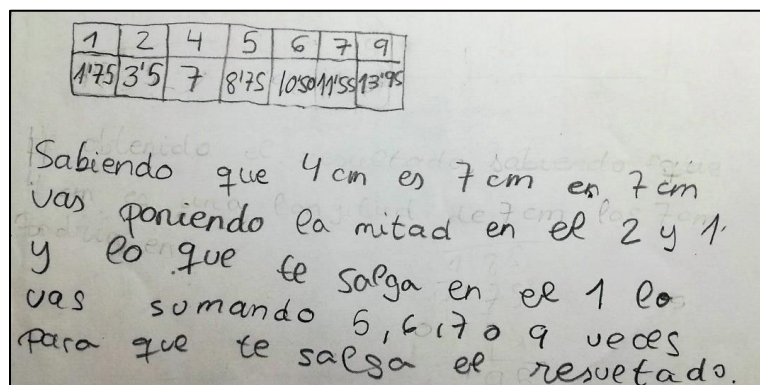 1 2 4 5 6 7 9
1'75 3'5 7 8'75 10'50 11'55 13'95
Sabiendo que 4 cm es 7 cm en 7 cm
vas poniendo la mitad en el 2 y 1.
y lo que te salga en el 1 lo
vas sumando 5, 6, 7 o 9 veces
para que te salga el resultado.